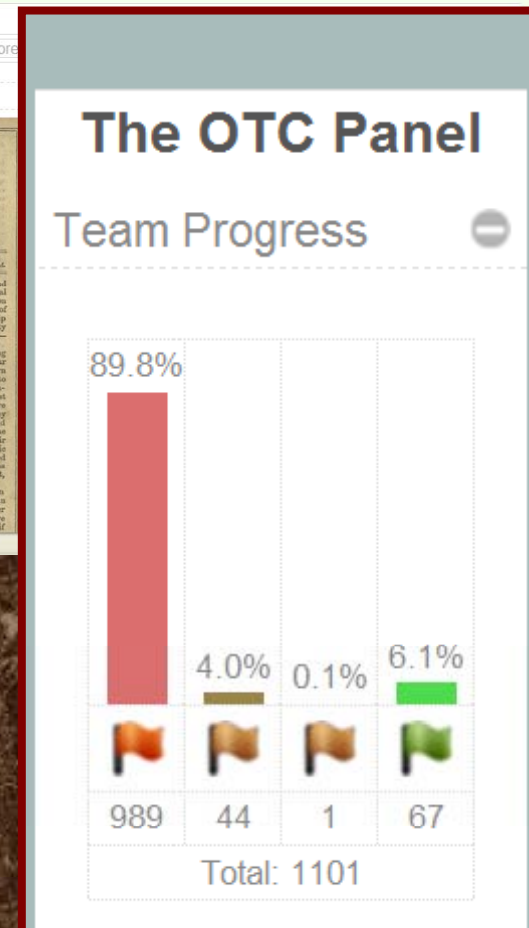 The OTC Panel
Team Progress
89.8%
4.0% 0.1% 6.1%
989 44 1 67
Total: 1101